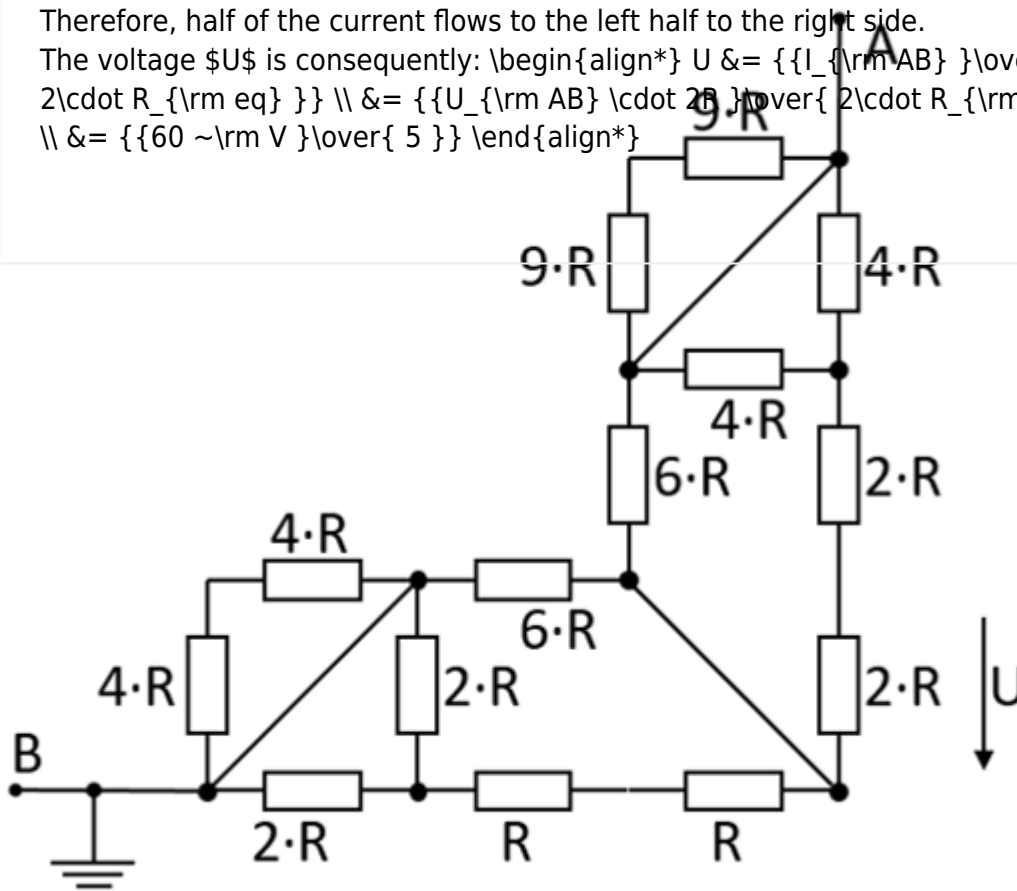 Therefore, half of the current flows to the left half to the right side.
A
The voltage $U$ is consequently: \begin{align*} U &= {{I_{\rm AB} }\ov
2\cdot R_{\rm eq} }} \\ &= {{U_{\rm AB} \cdot 2R }\over{ 2\cdot R_{\rm
9·R
\\ &= {{60 ~\rm V }\over{ 5 }} \end{align*}
9·R
4·R
4·R
6·R
2·R
4·R
6·R
4·R
2·R
2·R
U
B
2·R
R
R